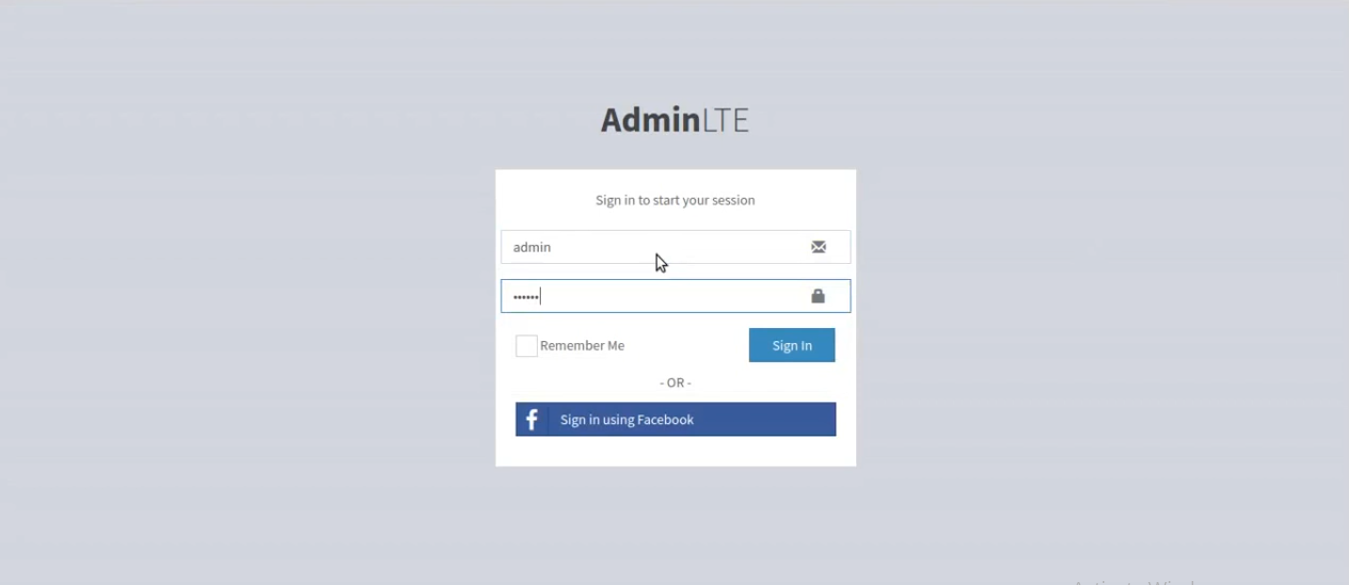 AdminLTE
Sign in to start your session
admin
••••••
Remember Me
Sign In
- OR -
f
Sign in using Facebook